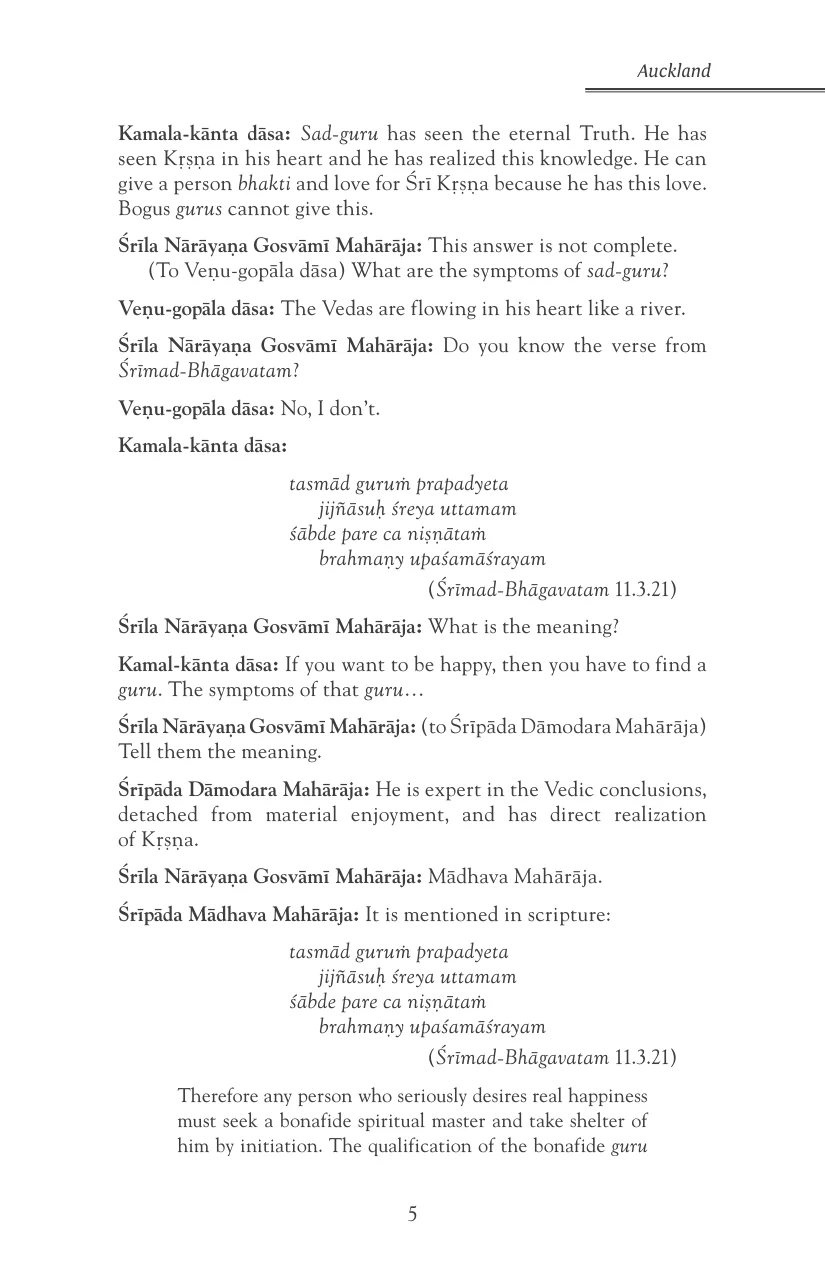 Auckland
Kamala-kānta dāsa: Sad-guru has seen the eternal Truth. He has
seen Kṛṣṇa in his heart and he has realized this knowledge. He can
give a person bhakti and love for Śrī Kṛṣṇa because he has this love.
Bogus gurus cannot give this.
Śrīla Nārāyaṇa Gosvāmī Mahārāja: This answer is not complete.
(To Veṇu-gopāla dāsa) What are the symptoms of sad-guru?
Veṇu-gopāla dāsa: The Vedas are flowing in his heart like a river.
Śrīla Nārāyaṇa Gosvāmī Mahārāja: Do you know the verse from
Śrīmad-Bhāgavatam?
Veṇu-gopāla dāsa: No, I don’t.
Kamala-kānta dāsa:
tasmād guruṁ prapadyeta
jijñāsuḥ śreya uttamam
śābde pare ca niṣṇātaṁ
brahmaṇy upaśamāśrayam
(Śrīmad-Bhāgavatam 11.3.21)
Śrīla Nārāyaṇa Gosvāmī Mahārāja: What is the meaning?
Kamal-kānta dāsa: If you want to be happy, then you have to find a
guru. The symptoms of that guru…
Śrīla Nārāyaṇa Gosvāmī Mahārāja: (to Śrīpāda Dāmodara Mahārāja)
Tell them the meaning.
Śrīpāda Dāmodara Mahārāja: He is expert in the Vedic conclusions,
detached from material enjoyment, and has direct realization
of Kṛṣṇa.
Śrīla Nārāyaṇa Gosvāmī Mahārāja: Mādhava Mahārāja.
Śrīpāda Mādhava Mahārāja: It is mentioned in scripture:
tasmād guruṁ prapadyeta
jijñāsuḥ śreya uttamam
śābde pare ca niṣṇātaṁ
brahmaṇy upaśamāśrayam
(Śrīmad-Bhāgavatam 11.3.21)
Therefore any person who seriously desires real happiness
must seek a bonafide spiritual master and take shelter of
him by initiation. The qualification of the bonafide guru
5